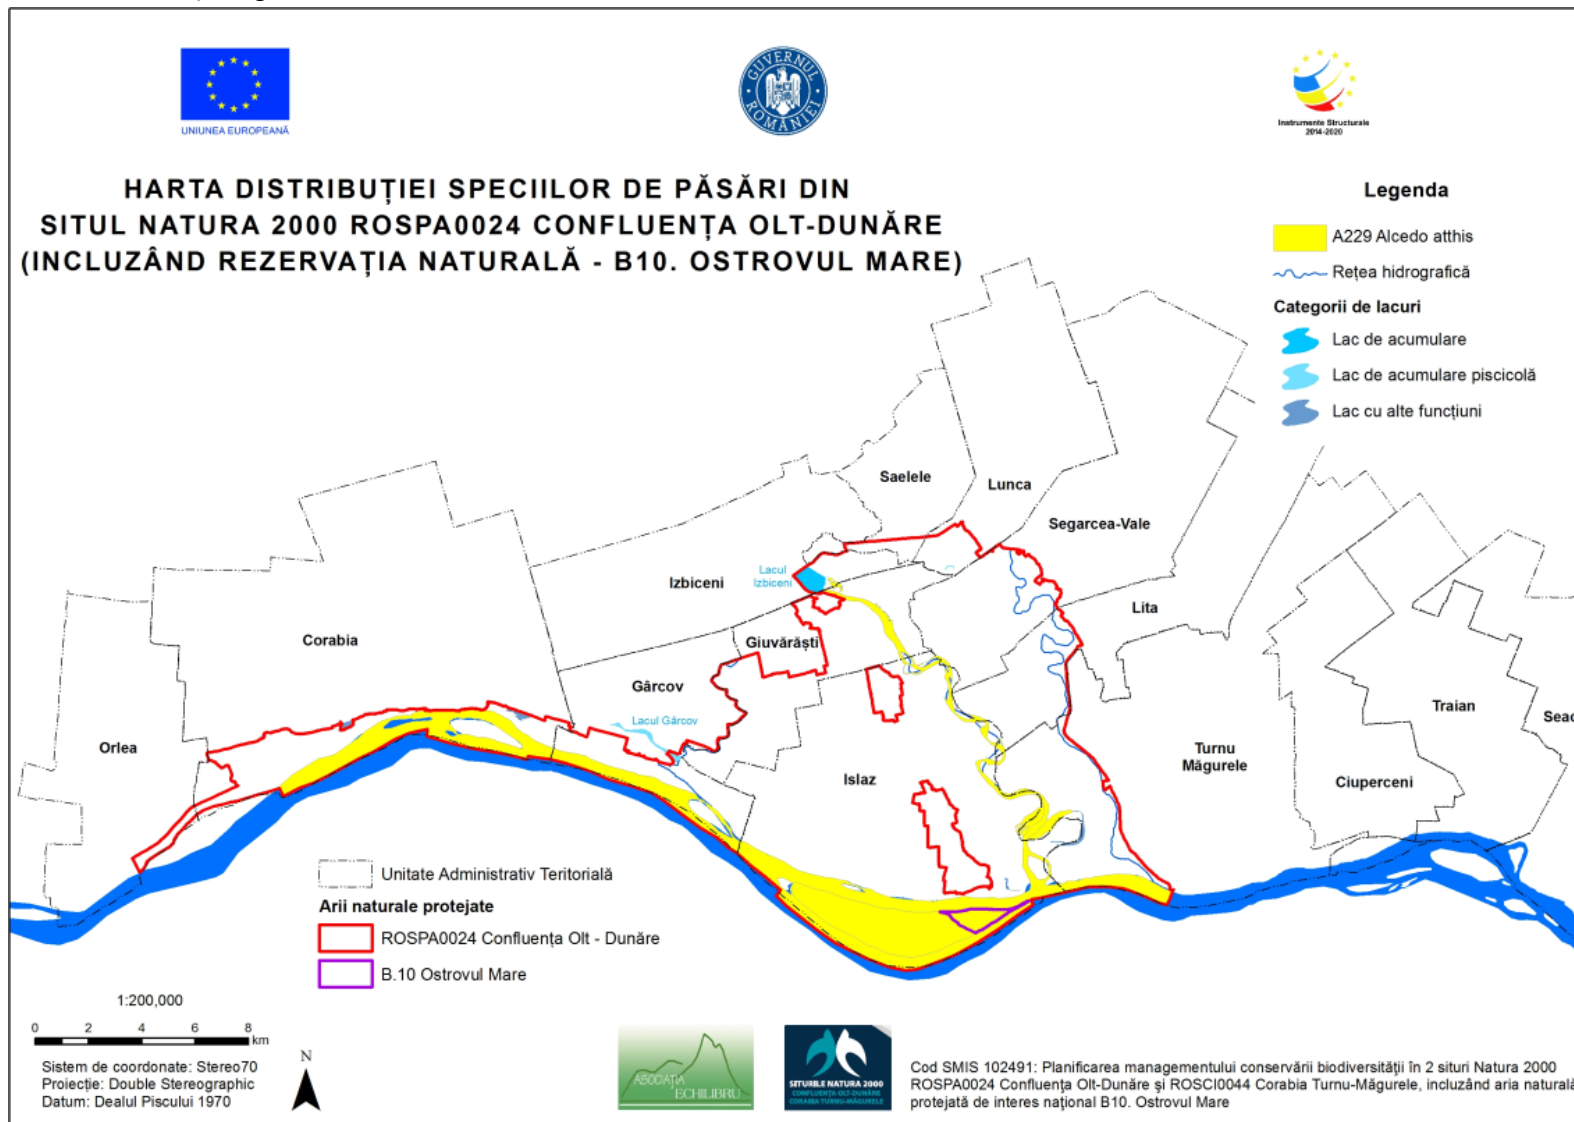 UNIUNEA EUROPEANĂ
GUVERNUL ROMÂNIEI
Instrumente Structurale
2014-2020
HARTA DISTRIBUȚIEI SPECIILOR DE PĂSĂRI DIN
SITUL NATURA 2000 ROSPA0024 CONFLUENȚA OLT-DUNĂRE
(INCLUZÂND REZERVAȚIA NATURALĂ - B10. OSTROVUL MARE)
Legenda
A229 Alcedo atthis
Rețea hidrografică
Categorii de lacuri
Lac de acumulare
Lac de acumulare piscicolă
Lac cu alte funcțiuni
Saelele
Lunca
Segarcea-Vale
Lacul
Izbiceni
Izbiceni
Lita
Corabia
Giuvărăști
Gârcov
Lacul Gârcov
Orlea
Islaz
Turnu
Măgurele
Traian
Seac
Ciuperceni
Unitate Administrativ Teritorială
Arii naturale protejate
ROSPA0024 Confluența Olt - Dunăre
B.10 Ostrovul Mare
1:200,000
0 2 4 6 8
km
N
Sistem de coordonate: Stereo70
Proiecție: Double Stereographic
Datum: Dealul Piscului 1970
ASOCIAȚIA
ECHILIBRU
SITURILE NATURA 2000
CONFLUENȚA OLT-DUNĂRE
CORABIA TURNU-MĂGURELE
Cod SMIS 102491: Planificarea managementului conservării biodiversității în 2 situri Natura 2000
ROSPA0024 Confluența Olt-Dunăre și ROSCI0044 Corabia Turnu-Măgurele, incluzând aria naturală
protejată de interes național B10. Ostrovul Mare